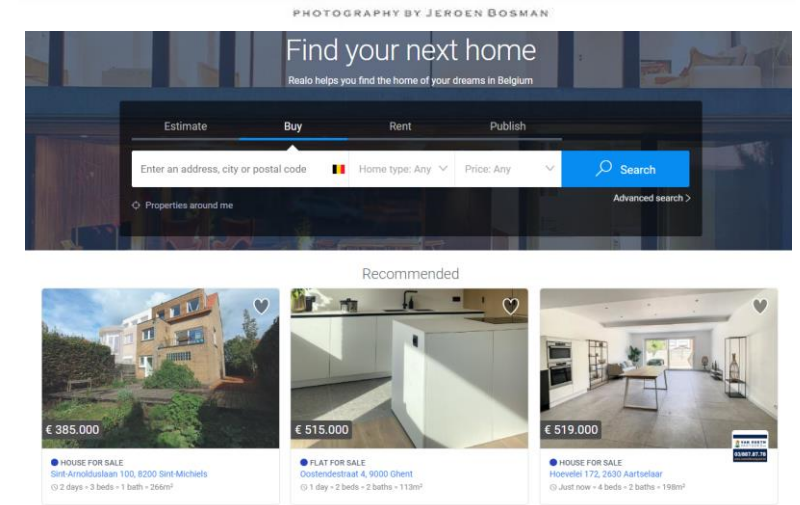 PHOTOGRAPHY BY JEROEN BOSMAN
Find your next home
Realo helps you find the home of your dreams in Belgium
Estimate Buy Rent Publish
Enter an address, city or postal code Home type: Any Price: Any Search
Properties around me Advanced search >
Recommended
€ 385.000 € 515.000 € 519.000
HOUSE FOR SALE
Sint-Arnolduslaan 100, 8200 Sint-Michiels
2 days • 3 beds • 1 bath • 266m²
FLAT FOR SALE
Oostendestraat 4, 9000 Ghent
1 day • 2 beds • 2 baths • 113m²
HOUSE FOR SALE
Hoevelei 172, 2630 Aartselaar
Just now • 4 beds • 2 baths • 198m²
03/887.87.78